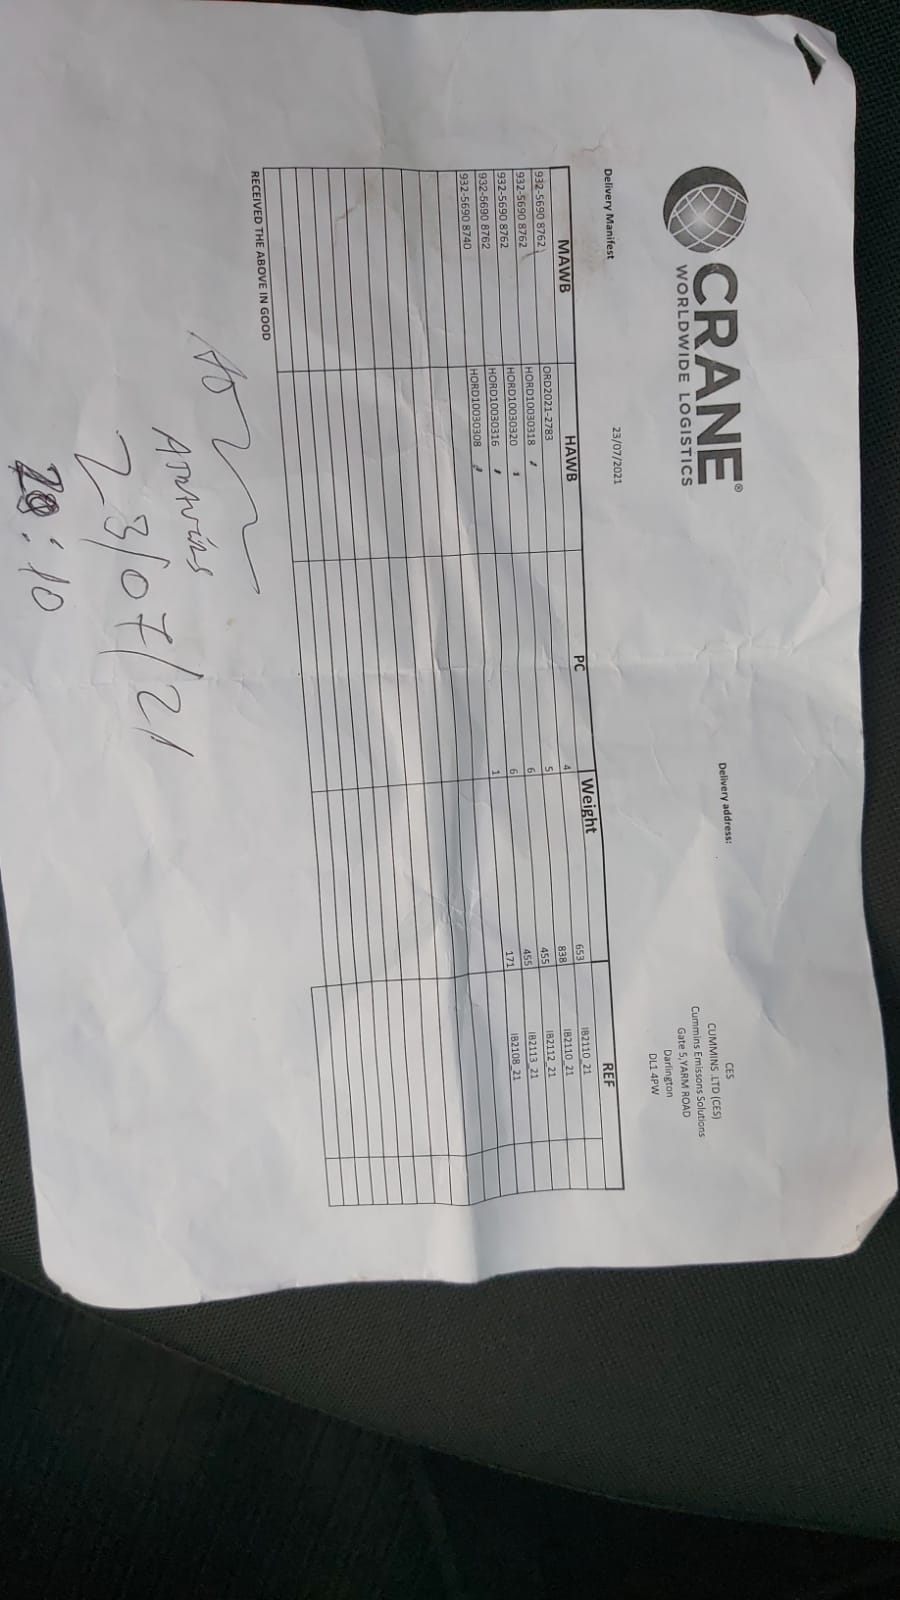 CRANE®
WORLDWIDE LOGISTICS
Delivery address:
CES
CUMMINS .LTD (CES)
Cummins Emissons Solutions
Gate 5,YARM ROAD
Darlington
DL1 4PW
Delivery Manifest 23/07/2021
MAWB HAWB PC Weight REF
932-5690 8762 ORD2021-2783 4 653 IB2110_21
932-5690 8762 HORD10030318 5 838 IB2110_21
932-5690 8762 HORD10030320 6 455 IB2112_21
932-5690 8762 HORD10030316 6 455 IB2113_21
932-5690 8740 HORD10030308 1 171 IB2108_21
RECEIVED THE ABOVE IN GOOD
23/07/21
:10